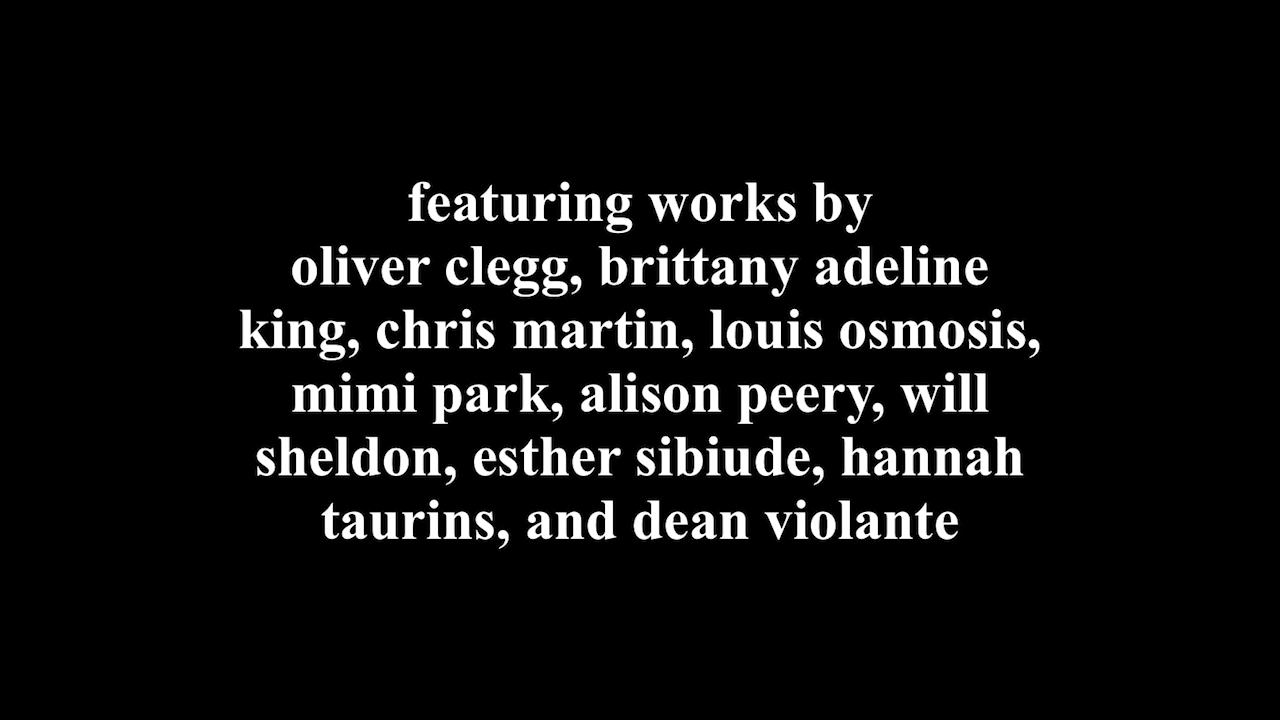 featuring works by
oliver clegg, brittany adeline
king, chris martin, louis osmosis,
mimi park, alison peery, will
sheldon, esther sibiude, hannah
taurins, and dean violante